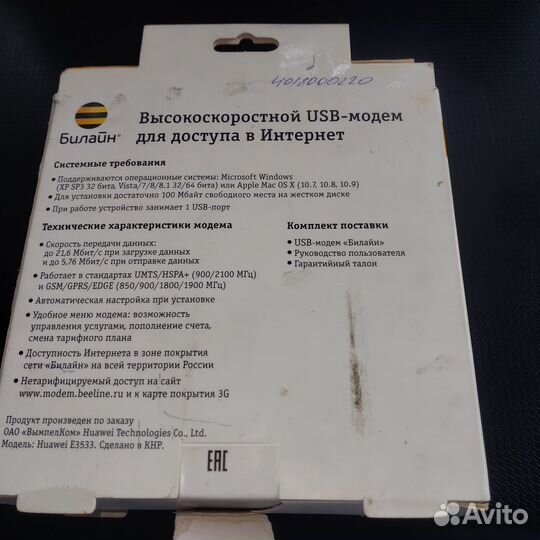 4018000220
Билайн®
Высокоскоростной USB-модем
для доступа в Интернет
Системные требования
• Поддерживаются операционные системы: Microsoft Windows
(XP SP3 32 бита, Vista/7/8/8.1 32/64 бита) или Apple Mac OS X (10.7, 10.8, 10.9)
• Для установки достаточно 100 Мбайт свободного места на жестком диске
• При работе устройство занимает 1 USB-порт
Технические характеристики модема
• Скорость передачи данных:
до 21,6 Мбит/с при загрузке данных
и до 5,76 Мбит/с при отправке данных
• Работает в стандартах UMTS/HSPA+ (900/2100 МГц)
и GSM/GPRS/EDGE (850/900/1800/1900 МГц)
• Автоматическая настройка при установке
• Удобное меню модема: возможность
управления услугами, пополнение счета,
смена тарифного плана
• Доступность Интернета в зоне покрытия
сети «Билайн» на всей территории России
• Нетарифицируемый доступ на сайт
www.modem.beeline.ru и к карте покрытия 3G
Комплект поставки
• USB-модем «Билайн»
• Руководство пользователя
• Гарантийный талон
Продукт произведен по заказу
ОАО «ВымпелКом» Huawei Technologies Co., Ltd.
Модель: Huawei E3533. Сделано в КНР.
EAC
Avito